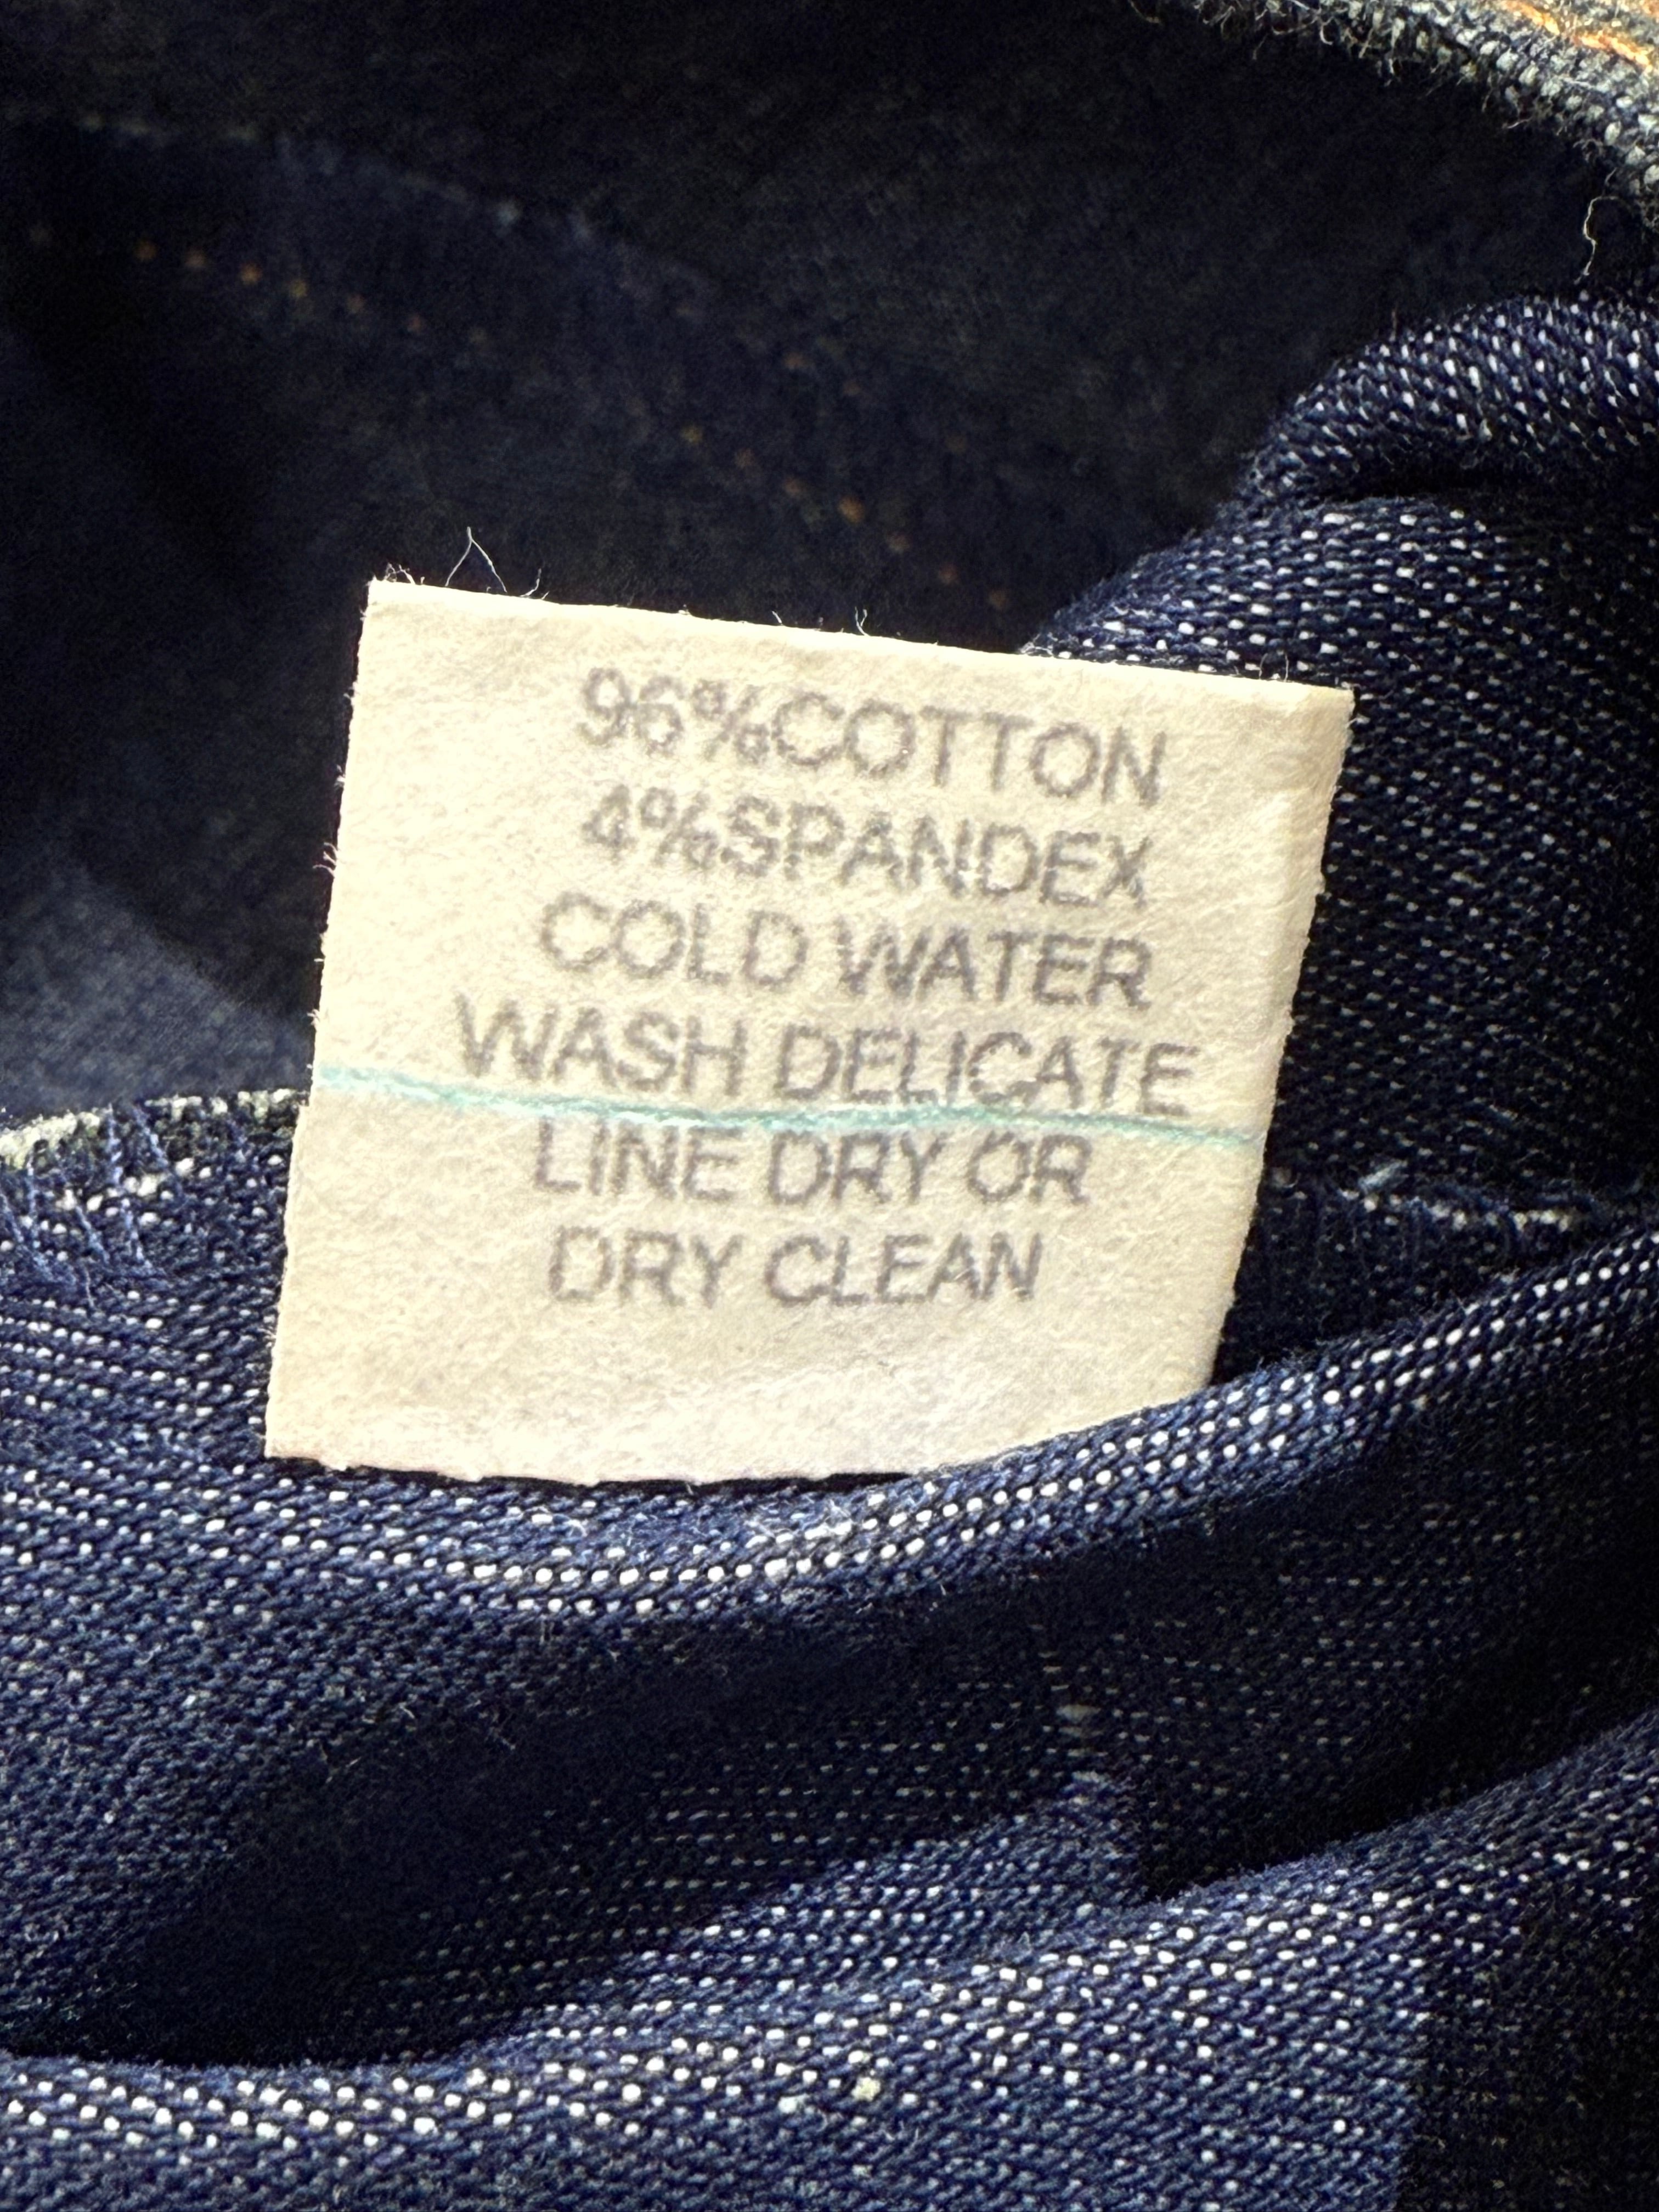 96%COTTON
4%SPANDEX
COLD WATER
WASH DELICATE
LINE DRY OR
DRY CLEAN